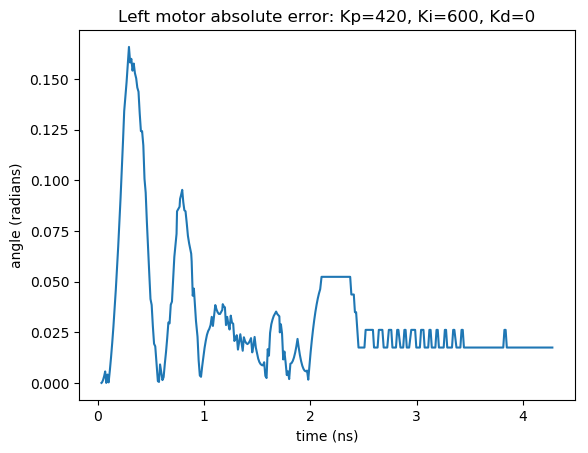 Left motor absolute error: Kp=420, Ki=600, Kd=0
angle (radians)
0.150
0.125
0.100
0.075
0.050
0.025
0.000
0 1 2 3 4
time (ns)